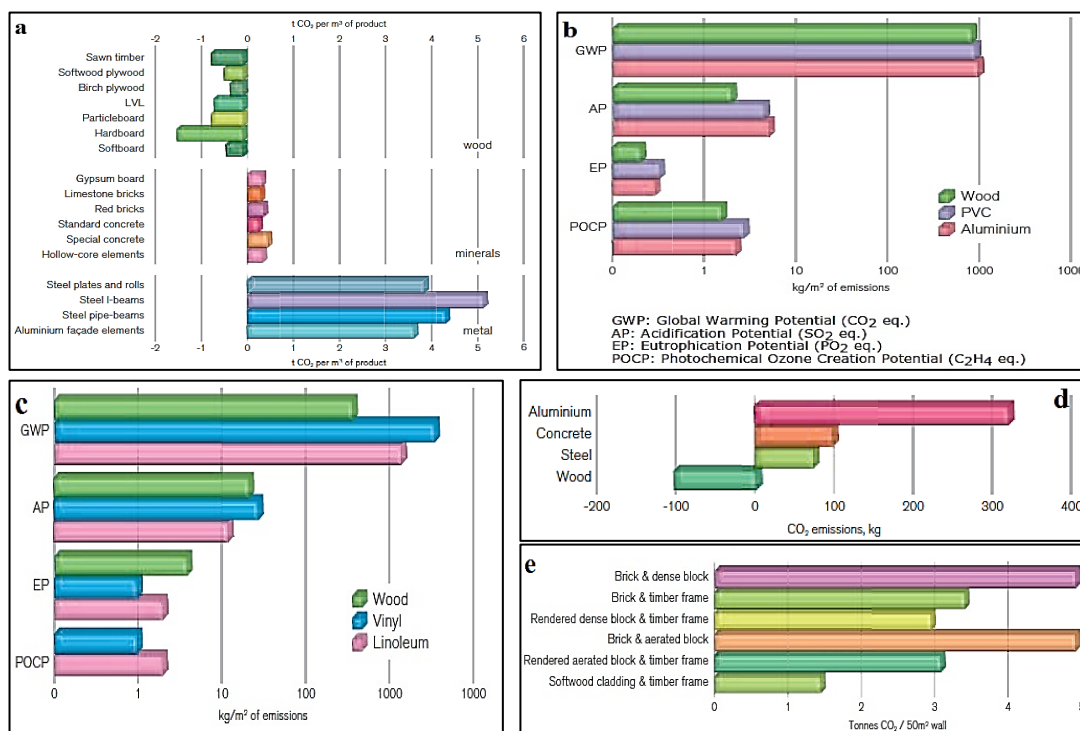 a
t CO2 per m³ of product
-2 -1 0 1 2 3 4 5 6
Sawn timber
Softwood plywood
Birch plywood
LVL
Particleboard
Hardboard
Softboard
wood
Gypsum board
Limestone bricks
Red bricks
Standard concrete
Special concrete
Hollow-core elements
minerals
Steel plates and rolls
Steel I-beams
Steel pipe-beams
Aluminium façade elements
metal
-2 -1 0 1 2 3 4 5 6
t CO2 per m³ of product
b
GWP
AP
EP
POCP
Wood
PVC
Aluminium
0 1 10 100 1000 1000
kg/m² of emissions
GWP: Global Warming Potential (CO2 eq.)
AP: Acidification Potential (SO2 eq.)
EP: Eutrophication Potential (PO2 eq.)
POCP: Photochemical Ozone Creation Potential (C2H4 eq.)
c
GWP
AP
EP
POCP
Wood
Vinyl
Linoleum
0 1 10 100 1000 1000
kg/m² of emissions
d
Aluminium
Concrete
Steel
Wood
-200 -100 0 100 200 300 400
CO2 emissions, kg
e
Brick & dense block
Brick & timber frame
Rendered dense block & timber frame
Brick & aerated block
Rendered aerated block & timber frame
Softwood cladding & timber frame
0 1 2 3 4 5
Tonnes CO2 / 50m² wall